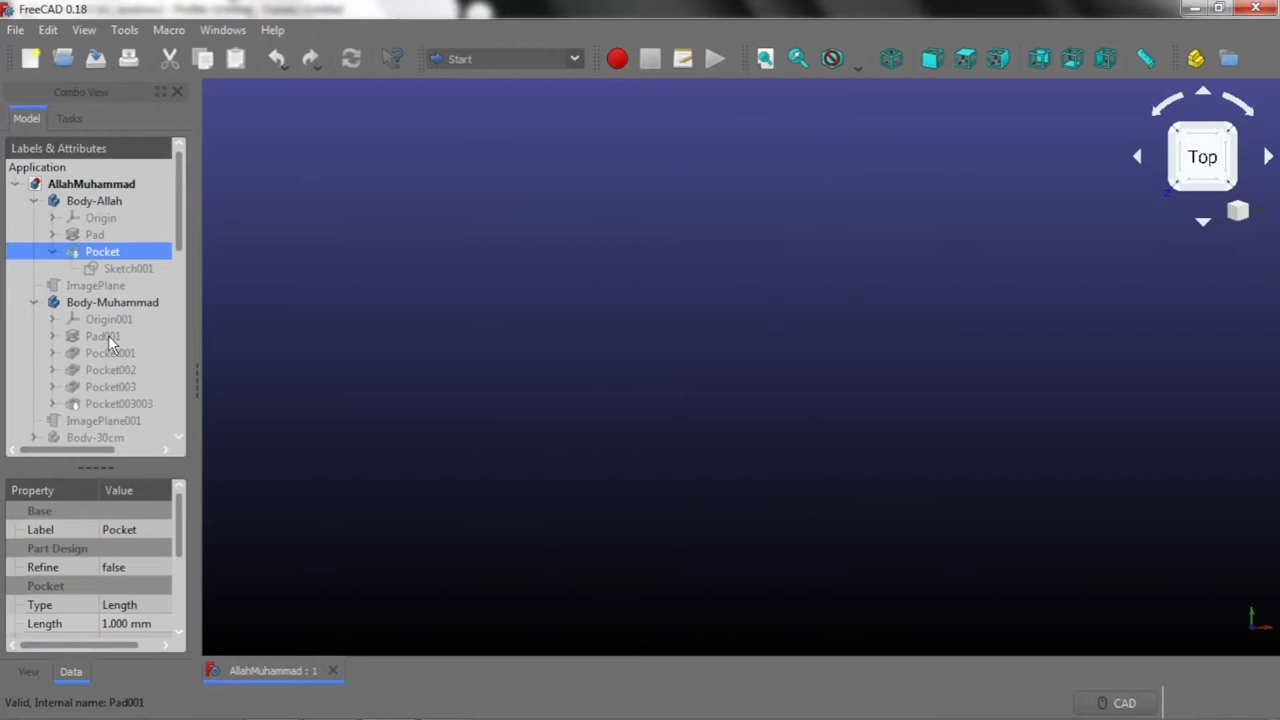 FreeCAD 0.18
File Edit View Tools Macro Windows Help
Start
Combo View
Model Tasks
Labels & Attributes
Application
AllahMuhammad
Body-Allah
Origin
Pad
Pocket
Sketch001
ImagePlane
Body-Muhammad
Origin001
Pad001
Pocket001
Pocket002
Pocket003
Pocket003003
ImagePlane001
Body-30cm
Property Value
Base
Label Pocket
Part Design
Refine false
Pocket
Type Length
Length 1.000 mm
View Data
Top
Z
AllahMuhammad : 1
Valid, Internal name: Pad001
CAD